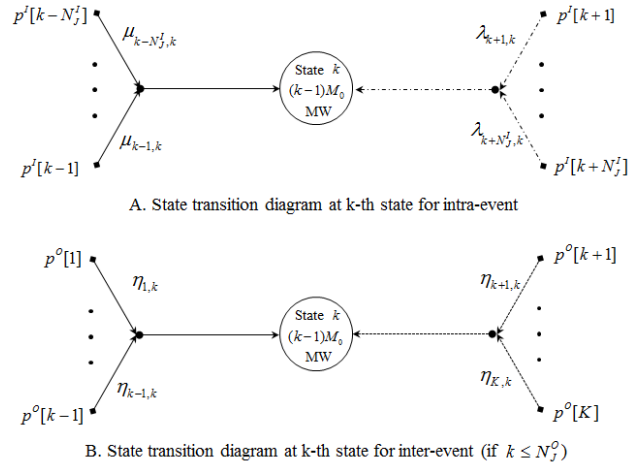 p^I[k−N_J^I]
μ_{k−N_J^I,k}
μ_{k−1,k}
p^I[k−1]
State k
(k−1)M_0
MW
p^I[k+1]
λ_{k+1,k}
λ_{k+N_J^I,k}
p^I[k+N_J^I]
A. State transition diagram at k-th state for intra-event
p^O[1]
η_{1,k}
η_{k−1,k}
p^O[k−1]
State k
(k−1)M_0
MW
p^O[k+1]
η_{k+1,k}
η_{K,k}
p^O[K]
B. State transition diagram at k-th state for inter-event (if k ≤ N_J^O)